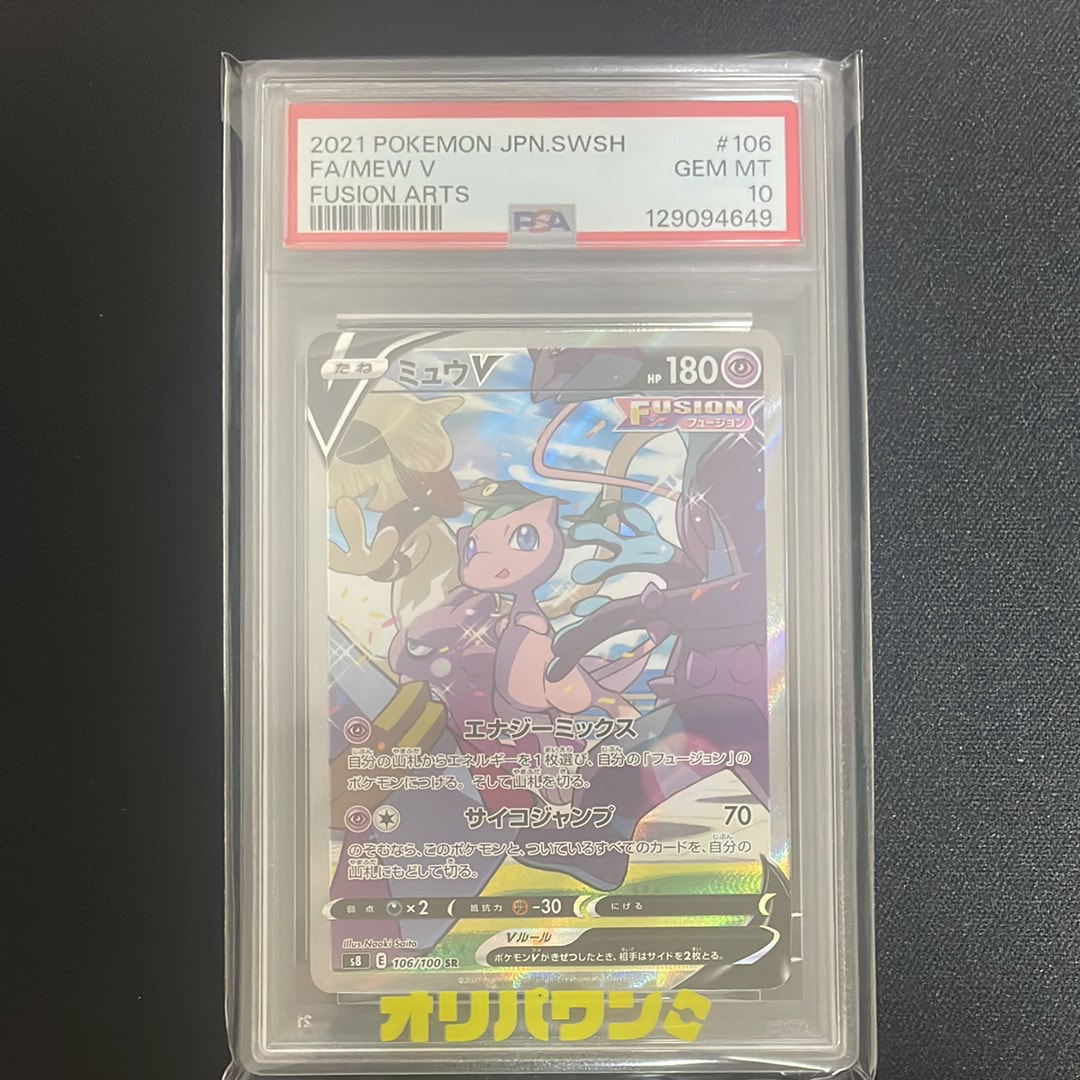 2021 POKEMON JPN.SWSH #106
FA/MEW V GEM MT
FUSION ARTS 10
PSA 129094649
たね ミュウV HP 180
FUSION
フュージョン
エナジーミックス
自分の山札からエネルギーを1枚選び、自分の「フュージョン」の
ポケモンにつける。そして山札を切る。
サイコジャンプ 70
のぞむなら、このポケモンと、ついているすべてのカードを、自分の
山札にもどして切る。
弱点 ×2 抵抗力 -30 にげる
Illus. Naoki Saito
Vルール
ポケモンVがきぜつしたとき、相手はサイドを2枚とる。
s8 E 106/100 SR
オリパワン